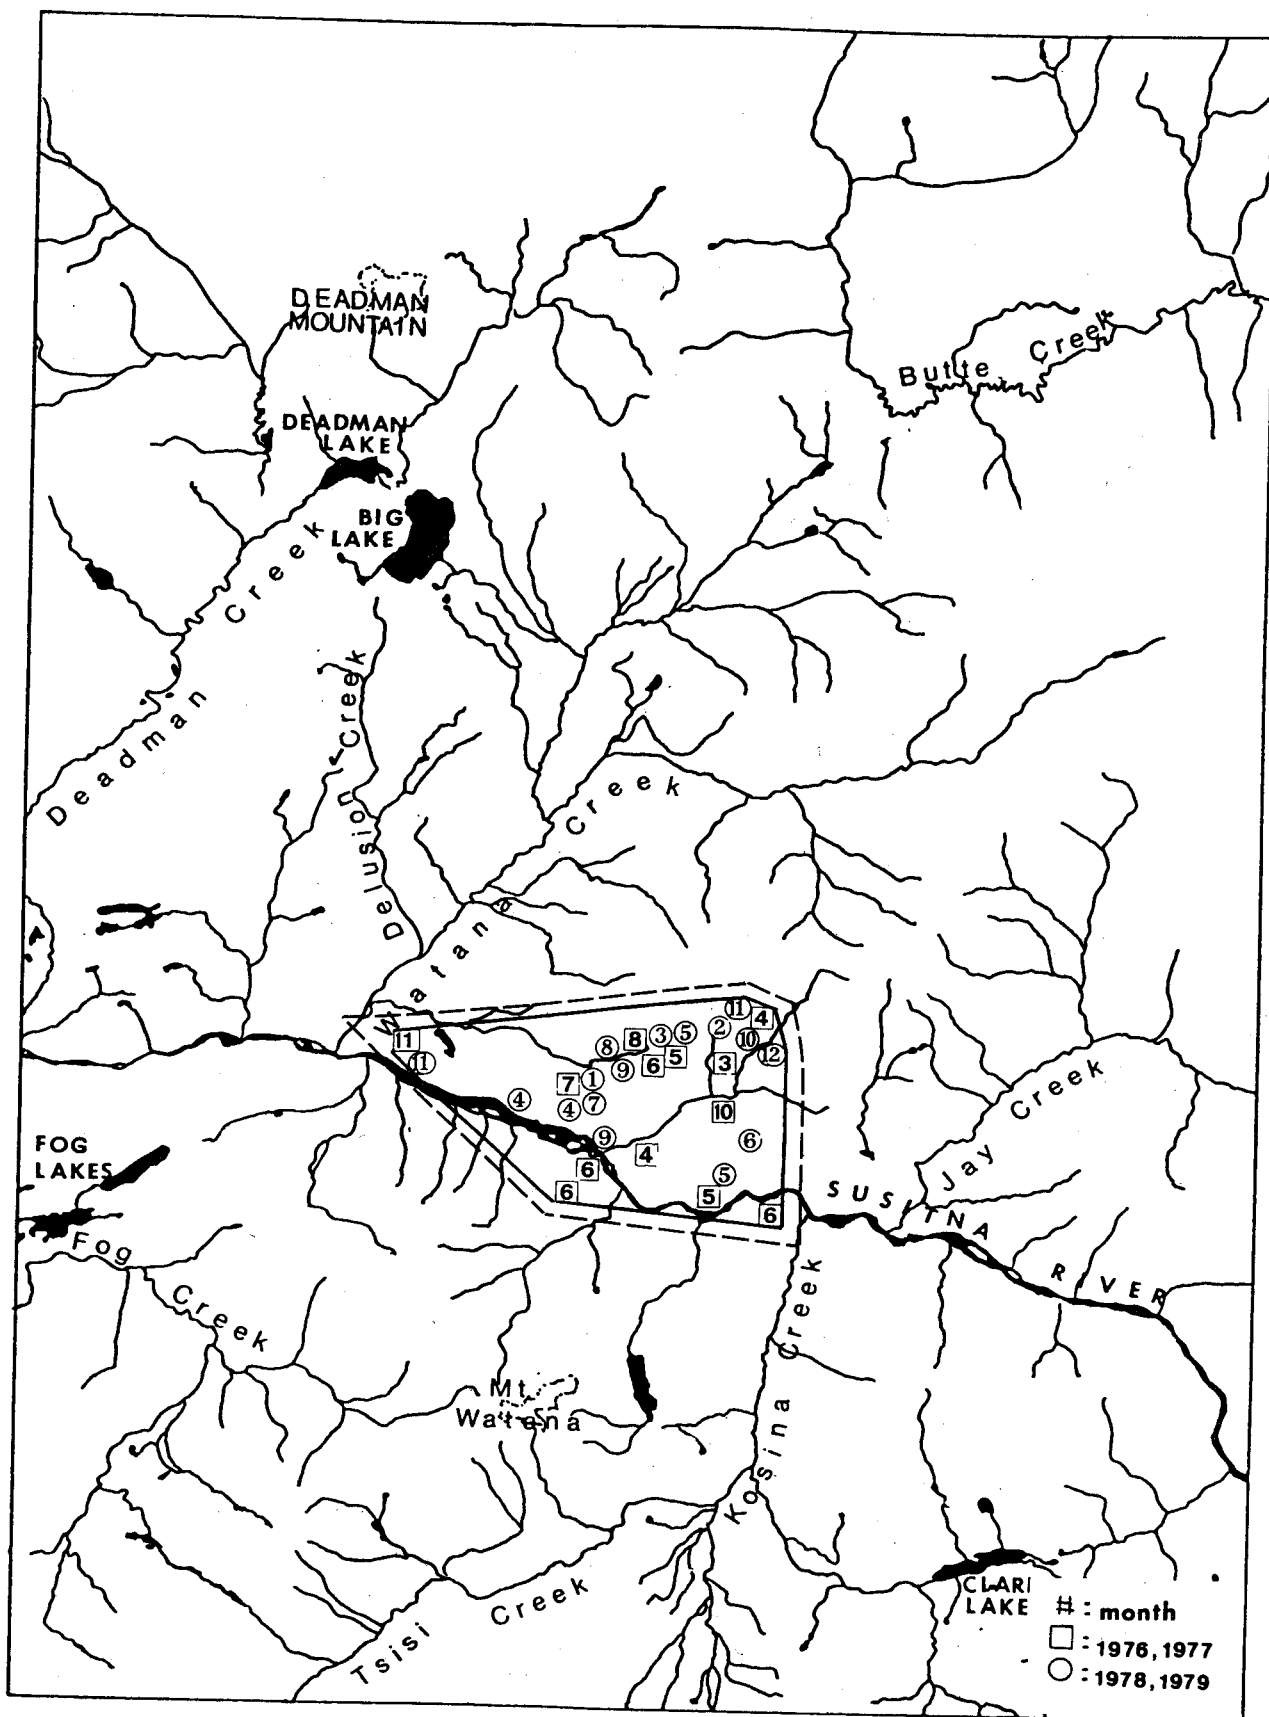 DEADMAN
MOUNTAIN
Butte Creek
DEADMAN
LAKE
BIG
LAKE
Deadman Creek
Delusion Creek
Watana Creek
11
4
11
2
10
12
8
8
3
5
6
5
9
3
7
1
4
4
7
10
11
9
4
6
6
6
5
5
6
FOG
LAKES
Fog Creek
Jay Creek
SUSITNA RIVER
Kosina Creek
Mt.
Watana
Tsisi Creek
CLARI
LAKE
# : month
: 1976,1977
: 1978,1979